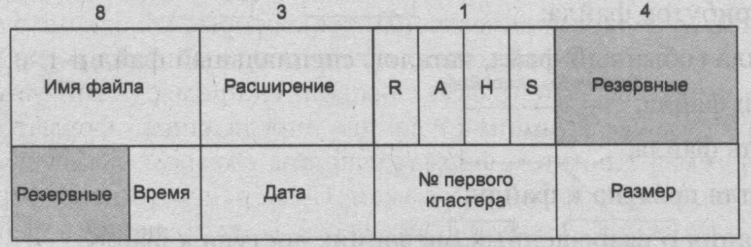 8 3 1 4
Имя файла Расширение R A H S Резервные
Резервные Время Дата № первого
кластера Размер